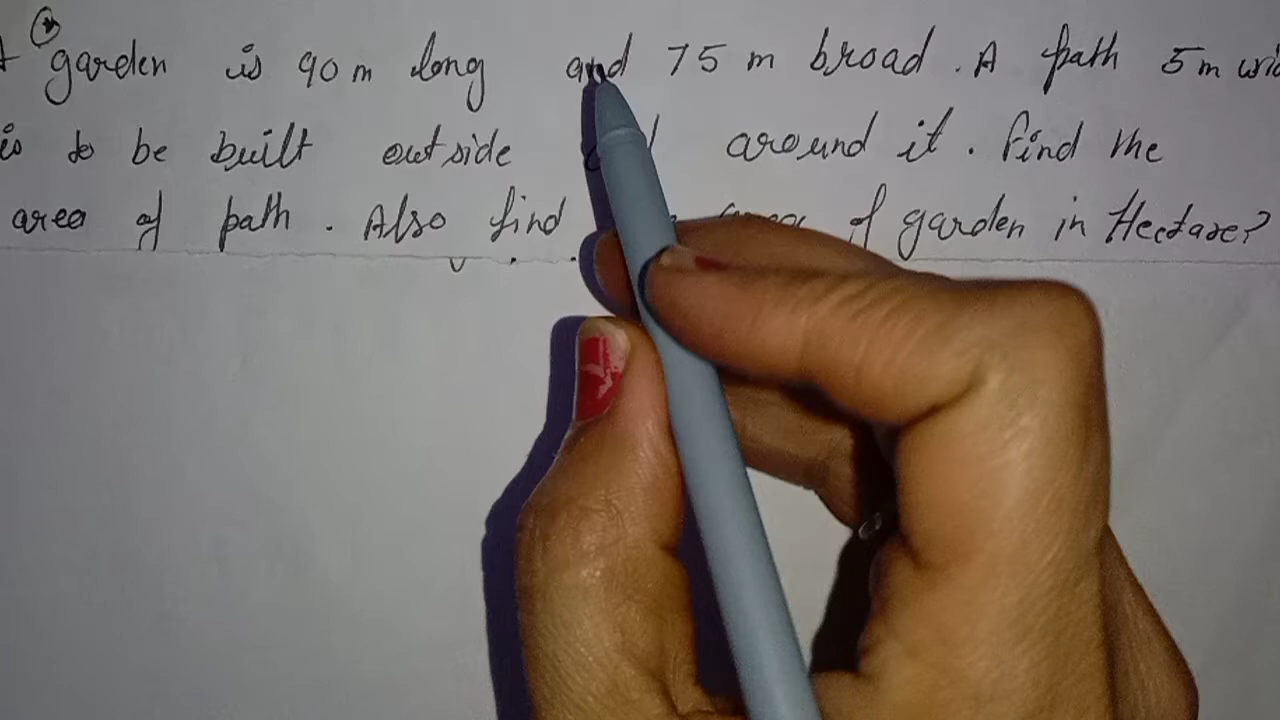 garden is 90 m long and 75 m broad. A path 5 m
is to be built outside around it. Find the
area of path. Also find of garden in Hectare?